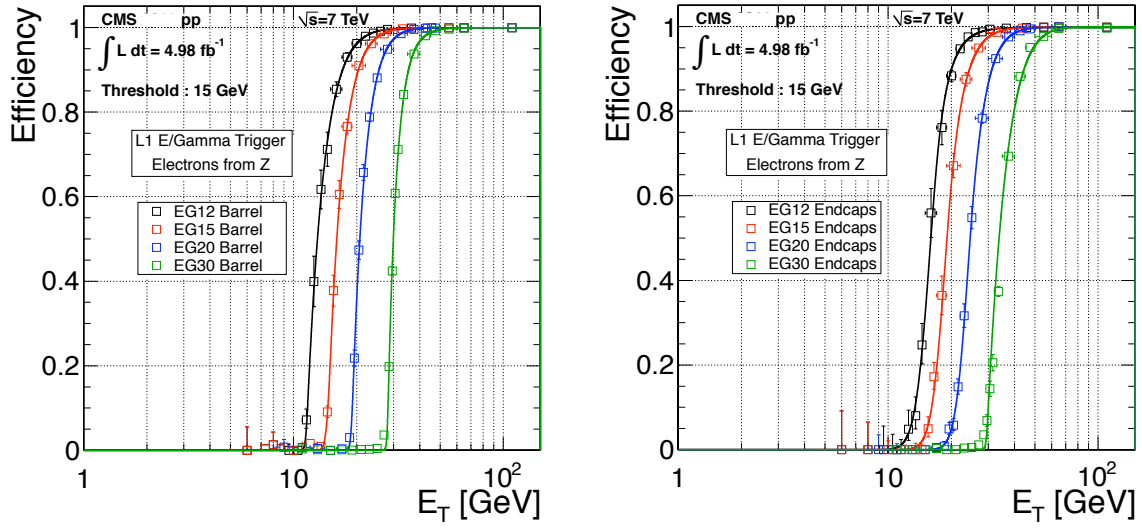 CMS pp √s=7 TeV
∫ L dt = 4.98 fb⁻¹
Threshold : 15 GeV
L1 E/Gamma Trigger
Electrons from Z
EG12 Barrel
EG15 Barrel
EG20 Barrel
EG30 Barrel
Efficiency
1
0.8
0.6
0.4
0.2
0
1
10
10²
E_T [GeV]
CMS pp √s=7 TeV
∫ L dt = 4.98 fb⁻¹
Threshold : 15 GeV
L1 E/Gamma Trigger
Electrons from Z
EG12 Endcaps
EG15 Endcaps
EG20 Endcaps
EG30 Endcaps
Efficiency
1
0.8
0.6
0.4
0.2
0
1
10
10²
E_T [GeV]